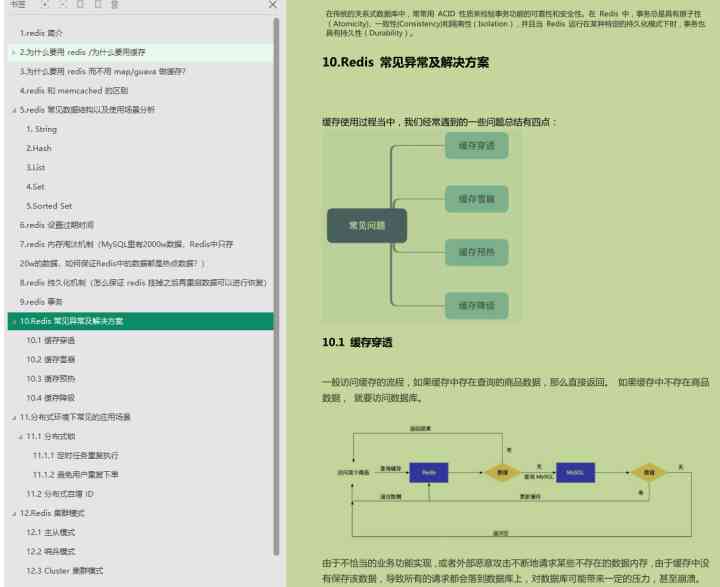 书签
1.redis 简介
2.为什么要用 redis /为什么要用缓存
3.为什么要用 redis 而不用 map/guava 做缓存?
4.redis 和 memcached 的区别
5.redis 常见数据结构以及使用场景分析
1. String
2.Hash
3.List
4.Set
5.Sorted Set
6.redis 设置过期时间
7.redis 内存淘汰机制（MySQL里有2000w数据，Redis中只存
20w的数据，如何保证Redis中的数据都是热点数据？）
8.redis 持久化机制（怎么保证 redis 挂掉之后再重启数据可以进行恢复）
9.redis 事务
10.Redis 常见异常及解决方案
10.1 缓存穿透
10.2 缓存雪崩
10.3 缓存预热
10.4 缓存降级
11.分布式环境下常见的应用场景
11.1 分布式锁
11.1.1 定时任务重复执行
11.1.2 避免用户重复下单
11.2 分布式自增 ID
12.Redis 集群模式
12.1 主从模式
12.2 哨兵模式
12.3 Cluster 集群模式
在传统的关系式数据库中，常常用 ACID 性质来检验事务功能的可靠性和安全性。在 Redis 中，事务总是具有原子性
（Atomicity)、一致性(Consistency)和隔离性（Isolation），并且当 Redis 运行在某种特定的持久化模式下时，事务也
具有持久性（Durability）。
10.Redis 常见异常及解决方案
缓存使用过程当中，我们经常遇到的一些问题总结有四点：
缓存穿透
缓存雪崩
常见问题
缓存预热
缓存降级
10.1 缓存穿透
一般访问缓存的流程，如果缓存中存在查询的商品数据，那么直接返回。 如果缓存中不存在商品
数据， 就要访问数据库。
返回结果
有
访问某个商品
查询缓存
Redis
数据
无
查询 MySQL
MySQL
数据
无
有
返回数据
更新缓存
返回空
由于不恰当的业务功能实现，或者外部恶意攻击不断地请求某些不存在的数据内存，由于缓存中没
有保存该数据，导致所有的请求都会落到数据库上，对数据库可能带来一定的压力，甚至崩溃。